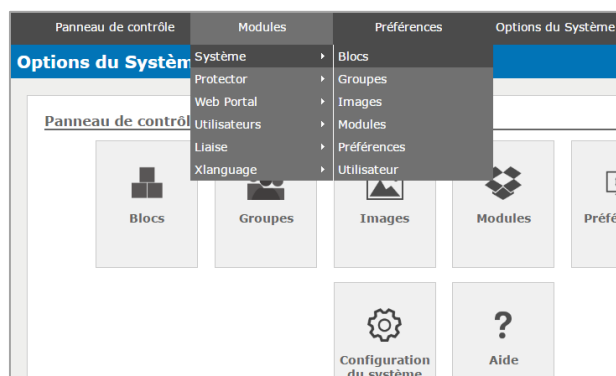 Panneau de contrôle Modules Préférences Options du Système
Options du Systèm
Système Blocs
Protector Groupes
Web Portal Images
Utilisateurs Modules
Liaise Préférences
Xlanguage Utilisateur
Panneau de contrôl
Blocs Groupes Images Modules Préfé
Configuration
du système
Aide
?